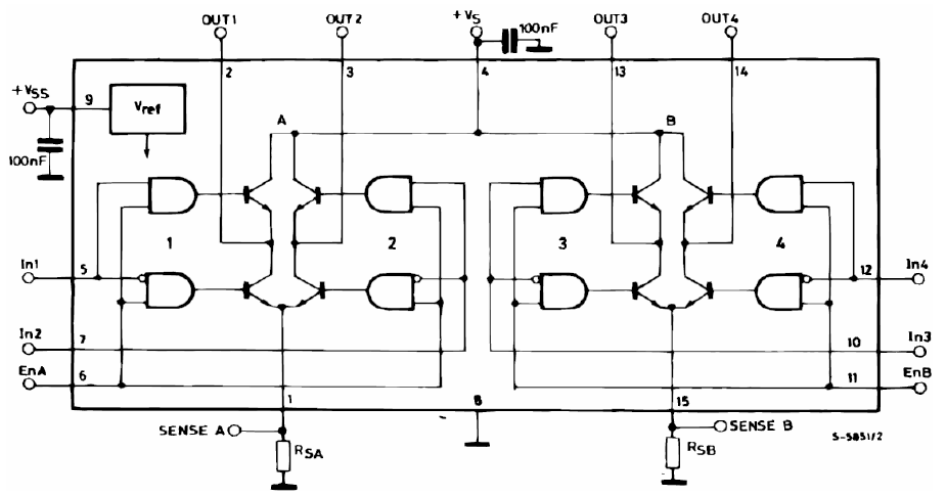 OUT1 OUT2 +VS 100nF OUT3 OUT4
2 3 4 13 14
+VSS 9 Vref
A B
100nF
1 2 3 4
In1 5 12 In4
In2 7 10 In3
EnA 6 11 EnB
1 8 15
SENSE A SENSE B
RSA RSB
S-5851/2